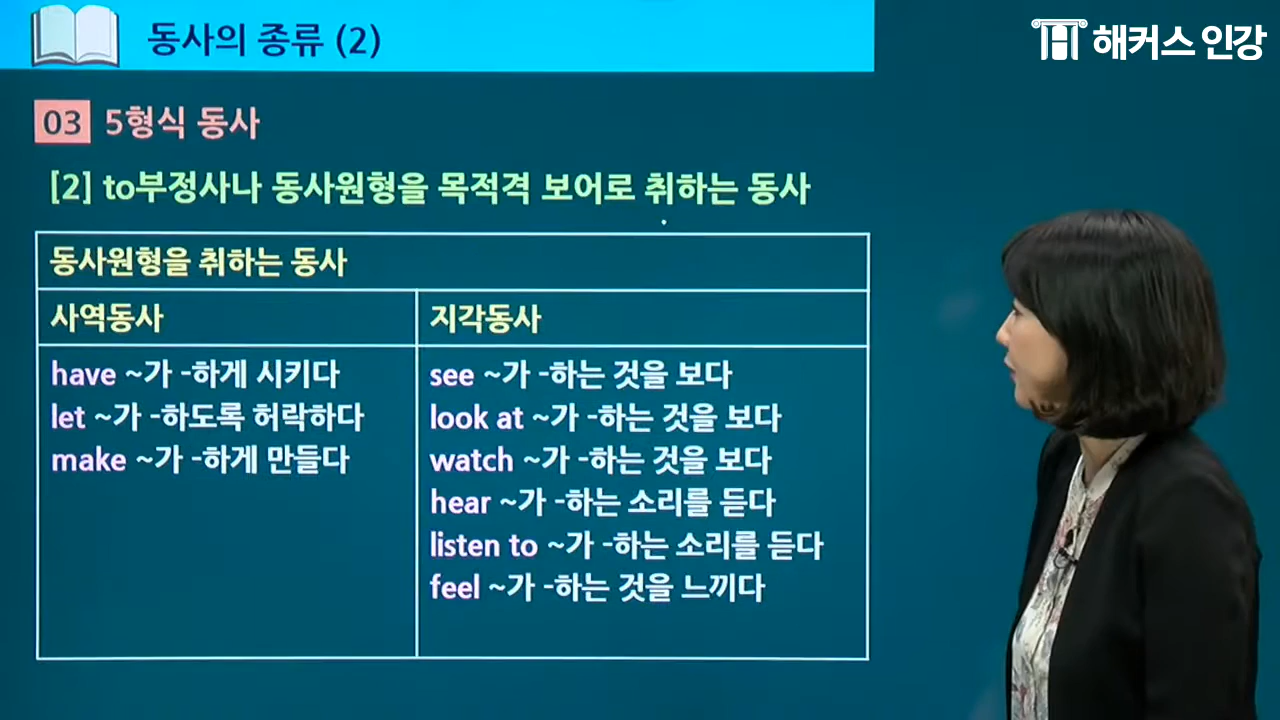 동사의 종류 (2)
해커스 인강
03 5형식 동사
[2] to부정사나 동사원형을 목적격 보어로 취하는 동사
동사원형을 취하는 동사
사역동사
have ~가 -하게 시키다
let ~가 -하도록 허락하다
make ~가 -하게 만들다
지각동사
see ~가 -하는 것을 보다
look at ~가 -하는 것을 보다
watch ~가 -하는 것을 보다
hear ~가 -하는 소리를 듣다
listen to ~가 -하는 소리를 듣다
feel ~가 -하는 것을 느끼다